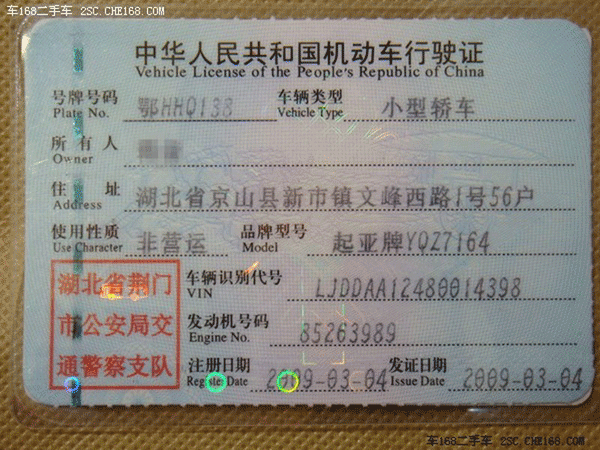 车168二手车 2SC.CHE168.COM
中华人民共和国机动车行驶证
Vehicle License of the People's Republic of China
号牌号码 鄂HHQ138 车辆类型 小型轿车
Plate No. Vehicle Type
所有人
Owner
住址 湖北省京山县新市镇文峰西路1号56户
Address
使用性质 非营运 品牌型号 起亚牌YQZ7164
Use Character Model
湖北省荆门
市公安局交
通警察支队
车辆识别代号 LJDDAA12480014398
VIN
发动机号码 85263989
Engine No.
注册日期 2009-03-04 发证日期 2009-03-04
Register Date Issue Date
车168二手车 2SC.CHE168.COM